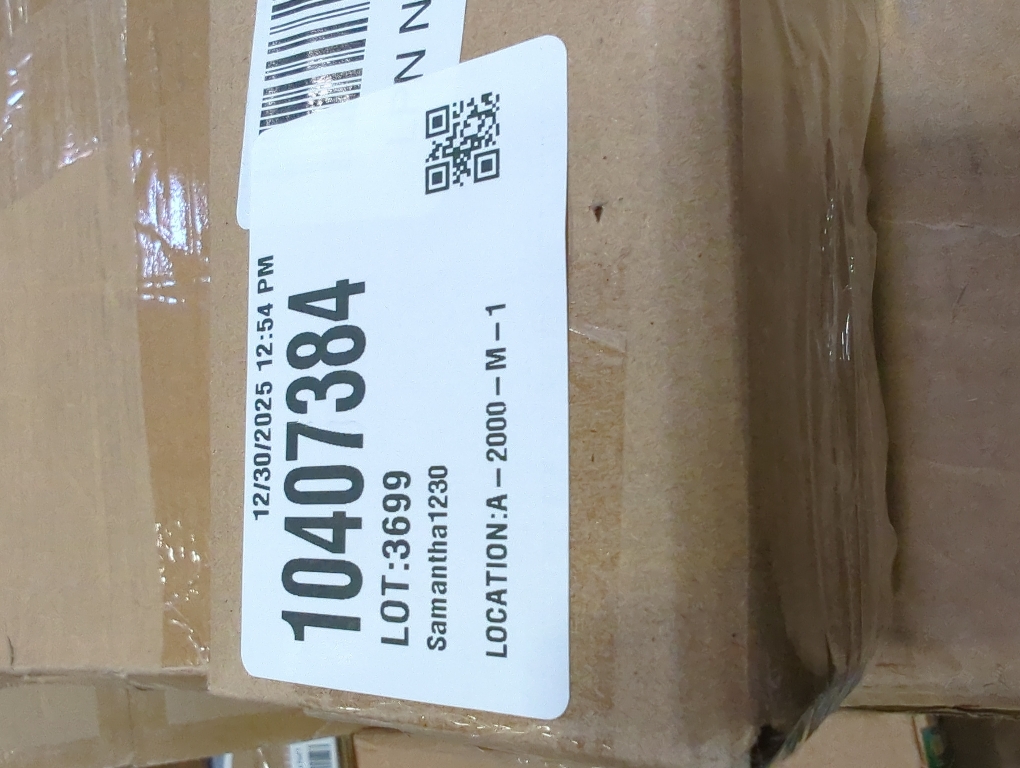 12/30/2025 12:54 PM
10407384
LOT:3699
Samantha1230
LOCATION:A-2000-M-1